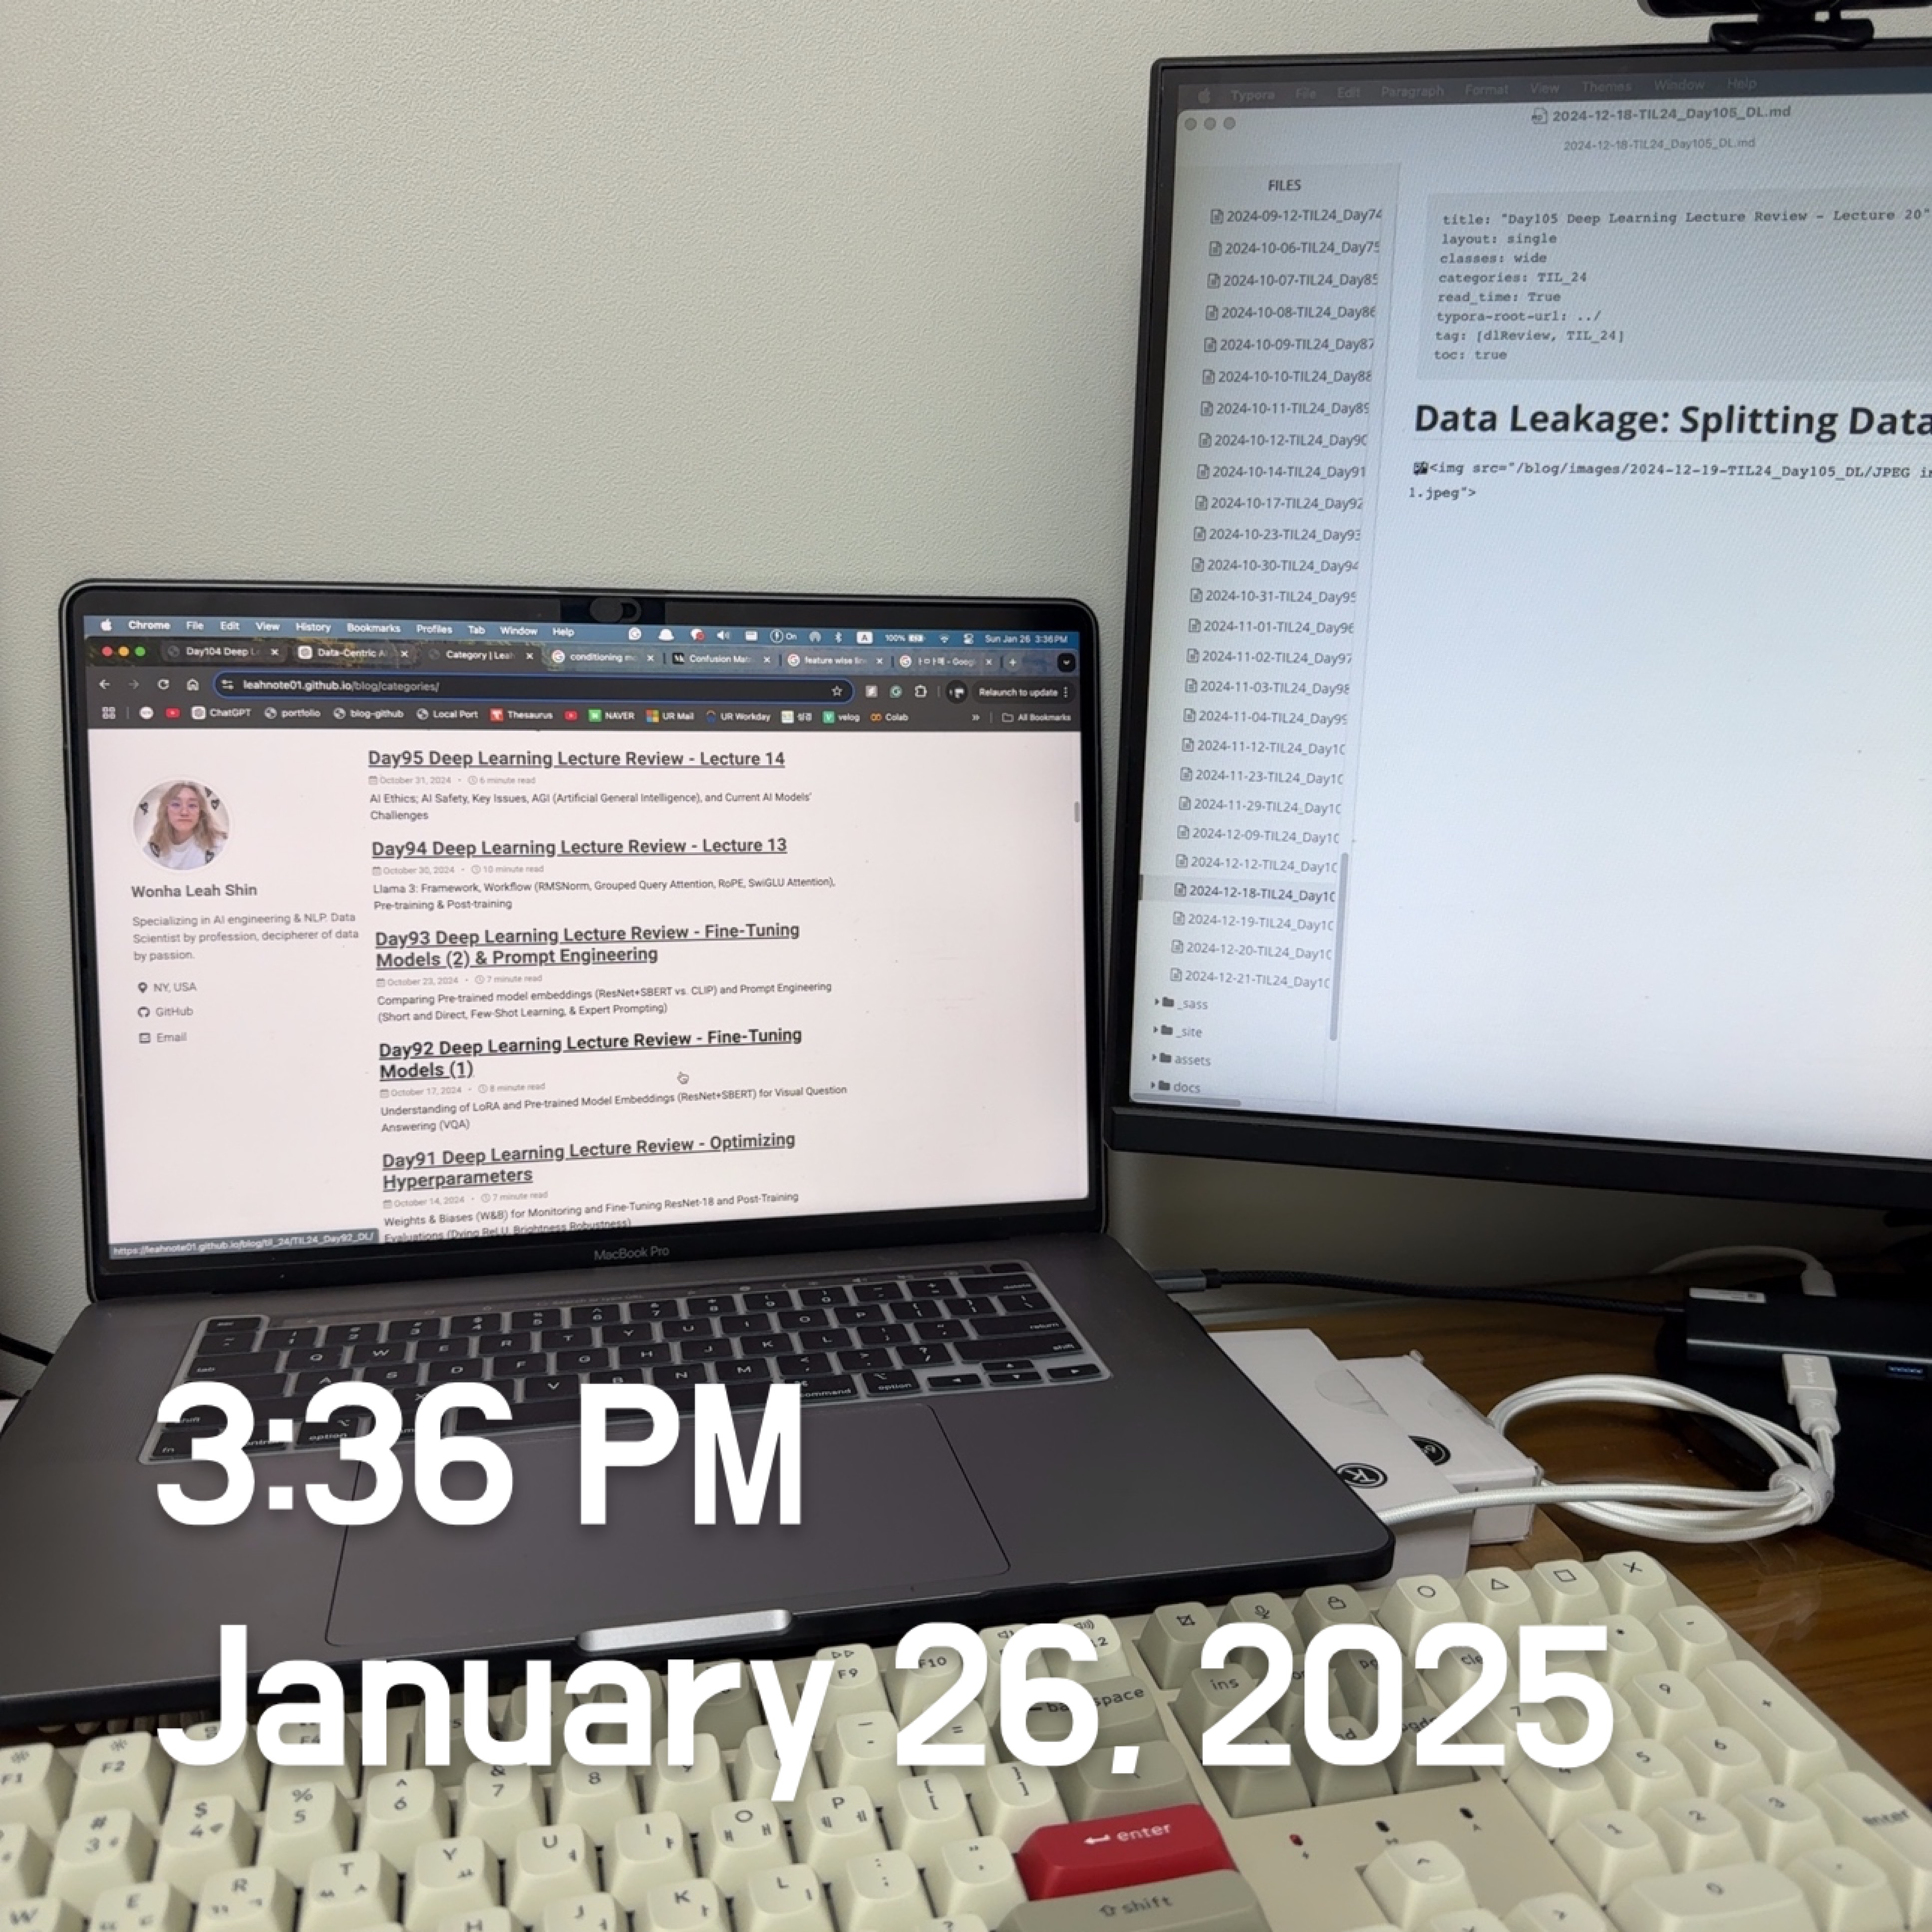 Chrome File Edit View History Bookmarks Profiles Tab Window Help
On
A
100%
Sun Jan 26 3:36 PM
Day104 Deep L
Data-Centric AI
Category | Leah
conditioning m
Confusion Mat
feature wise lin
leahnote01.github.io/blog/categories/
Relaunch to update
ChatGPT portfolio blog-github Local Port Thesaurus NAVER UR Mail UR Workday velog Colab
All Bookmarks
Wonha Leah Shin
Specializing in AI engineering & NLP. Data
Scientist by profession, decipherer of data
by passion.
NY, USA
GitHub
Email
Day95 Deep Learning Lecture Review - Lecture 14
October 31, 2024 • 6 minute read
AI Ethics; AI Safety, Key Issues, AGI (Artificial General Intelligence), and Current AI Models'
Challenges
Day94 Deep Learning Lecture Review - Lecture 13
October 30, 2024 • 10 minute read
Llama 3: Framework, Workflow (RMSNorm, Grouped Query Attention, RoPE, SwiGLU Attention),
Pre-training & Post-training
Day93 Deep Learning Lecture Review - Fine-Tuning
Models (2) & Prompt Engineering
October 23, 2024 • 7 minute read
Comparing Pre-trained model embeddings (ResNet+SBERT vs. CLIP) and Prompt Engineering
(Short and Direct, Few-Shot Learning, & Expert Prompting)
Day92 Deep Learning Lecture Review - Fine-Tuning
Models (1)
October 17, 2024 • 8 minute read
Understanding of LoRA and Pre-trained Model Embeddings (ResNet+SBERT) for Visual Question
Answering (VQA)
Day91 Deep Learning Lecture Review - Optimizing
Hyperparameters
October 14, 2024 • 7 minute read
Weights & Biases (W&B) for Monitoring and Fine-Tuning ResNet-18 and Post-Training
Evaluations (Dying ReLU, Brightness Robustness)
https://leahnote01.github.io/blog/til_24/TIL24_Day92_DL/
MacBook Pro
Typora File Edit Paragraph Format View Themes Window Help
2024-12-18-TIL24_Day105_DL.md
2024-12-18-TIL24_Day105_DL.md
FILES
2024-09-12-TIL24_Day74
2024-10-06-TIL24_Day75
2024-10-07-TIL24_Day85
2024-10-08-TIL24_Day86
2024-10-09-TIL24_Day87
2024-10-10-TIL24_Day88
2024-10-11-TIL24_Day89
2024-10-12-TIL24_Day90
2024-10-14-TIL24_Day91
2024-10-17-TIL24_Day92
2024-10-23-TIL24_Day93
2024-10-30-TIL24_Day94
2024-10-31-TIL24_Day95
2024-11-01-TIL24_Day96
2024-11-02-TIL24_Day97
2024-11-03-TIL24_Day98
2024-11-04-TIL24_Day99
2024-11-12-TIL24_Day10
2024-11-23-TIL24_Day10
2024-11-29-TIL24_Day10
2024-12-09-TIL24_Day10
2024-12-12-TIL24_Day10
2024-12-18-TIL24_Day10
2024-12-19-TIL24_Day10
2024-12-20-TIL24_Day10
2024-12-21-TIL24_Day10
_sass
_site
assets
docs
title: "Day105 Deep Learning Lecture Review - Lecture 20"
layout: single
classes: wide
categories: TIL_24
read_time: True
typora-root-url: ../
tag: [dlReview, TIL_24]
toc: true
Data Leakage: Splitting Data
<img src="/blog/images/2024-12-19-TIL24_Day105_DL/JPEG
1.jpeg">
3:36 PM
January 26, 2025
F1 F2 F9 F10
ins
enter
shift